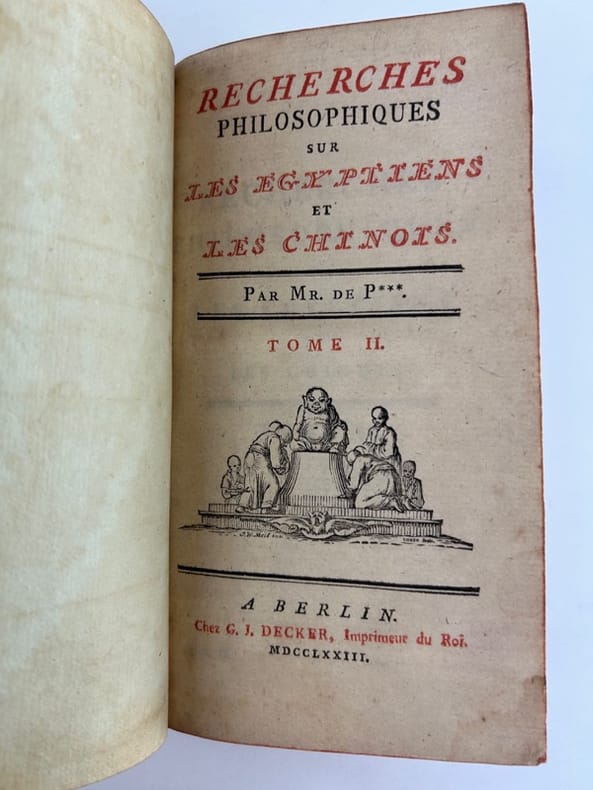 RECHERCHES
PHILOSOPHIQUES
SUR
LES EGYPTIENS
ET
LES CHINOIS.
PAR MR. DE P***.
TOME II.
J. W. Meil
A BERLIN.
Chez G. J. DECKER, Imprimeur du Roi.
MDCCLXXIII.